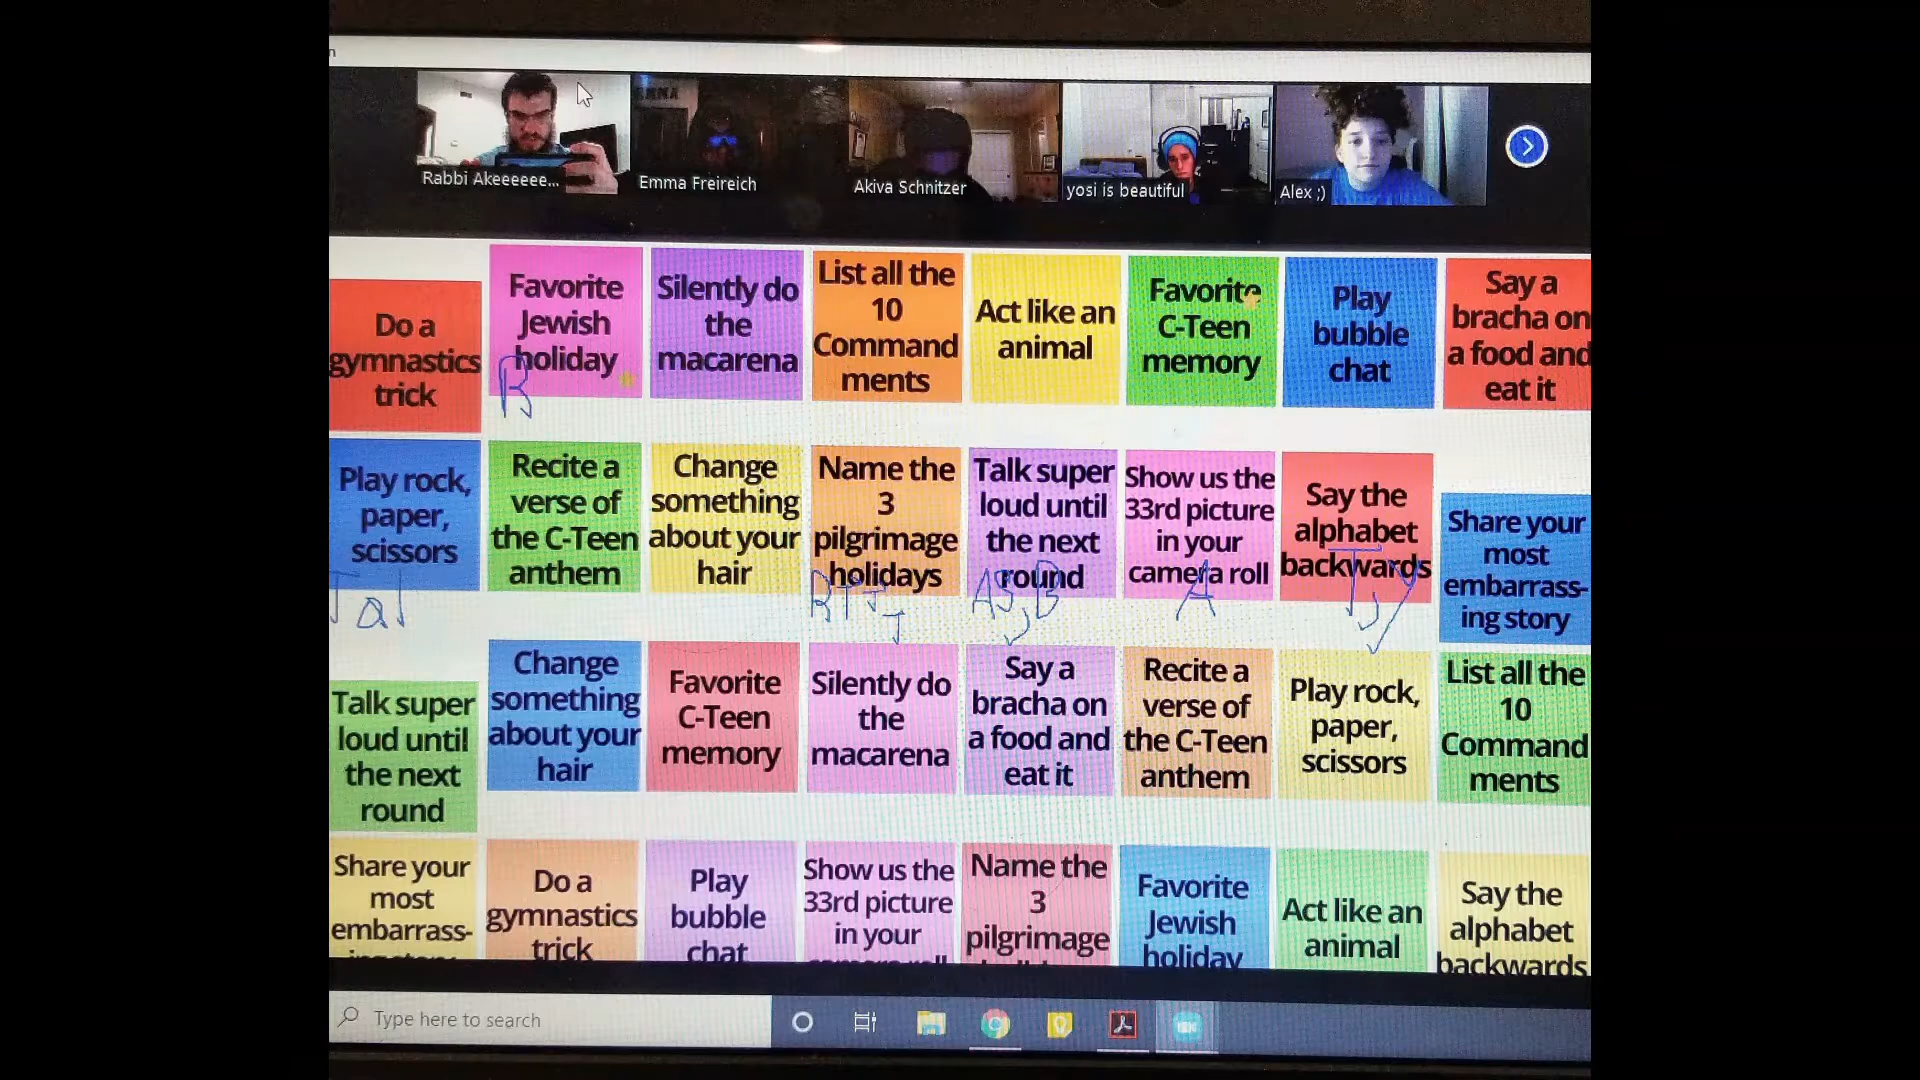 n
Rabbi Akeeeeee...
Emma Freireich
Akiva Schnitzer
yosi is beautiful
Alex ;)
Do a
gymnastics
trick
Favorite
Jewish
holiday
B
Silently do
the
macarena
List all the
10
Command
ments
Act like an
animal
Favorite
C-Teen
memory
Play
bubble
chat
Say a
bracha on
a food and
eat it
Play rock,
paper,
scissors
Tal
Recite a
verse of
the C-Teen
anthem
Change
something
about your
hair
Name the
3
pilgrimage
holidays
Talk super
loud until
the next
round
AS, B
Show us the
33rd picture
in your
camera roll
A
Say the
alphabet
backwards
Share your
most
embarrass-
ing story
Talk super
loud until
the next
round
Change
something
about your
hair
Favorite
C-Teen
memory
Silently do
the
macarena
Say a
bracha on
a food and
eat it
Recite a
verse of
the C-Teen
anthem
Play rock,
paper,
scissors
List all the
10
Command
ments
Share your
most
embarrass-
ing story
Do a
gymnastics
trick
Play
bubble
chat
Show us the
33rd picture
in your
camera roll
Name the
3
pilgrimage
Favorite
Jewish
holiday
Act like an
animal
Say the
alphabet
backwards
Type here to search